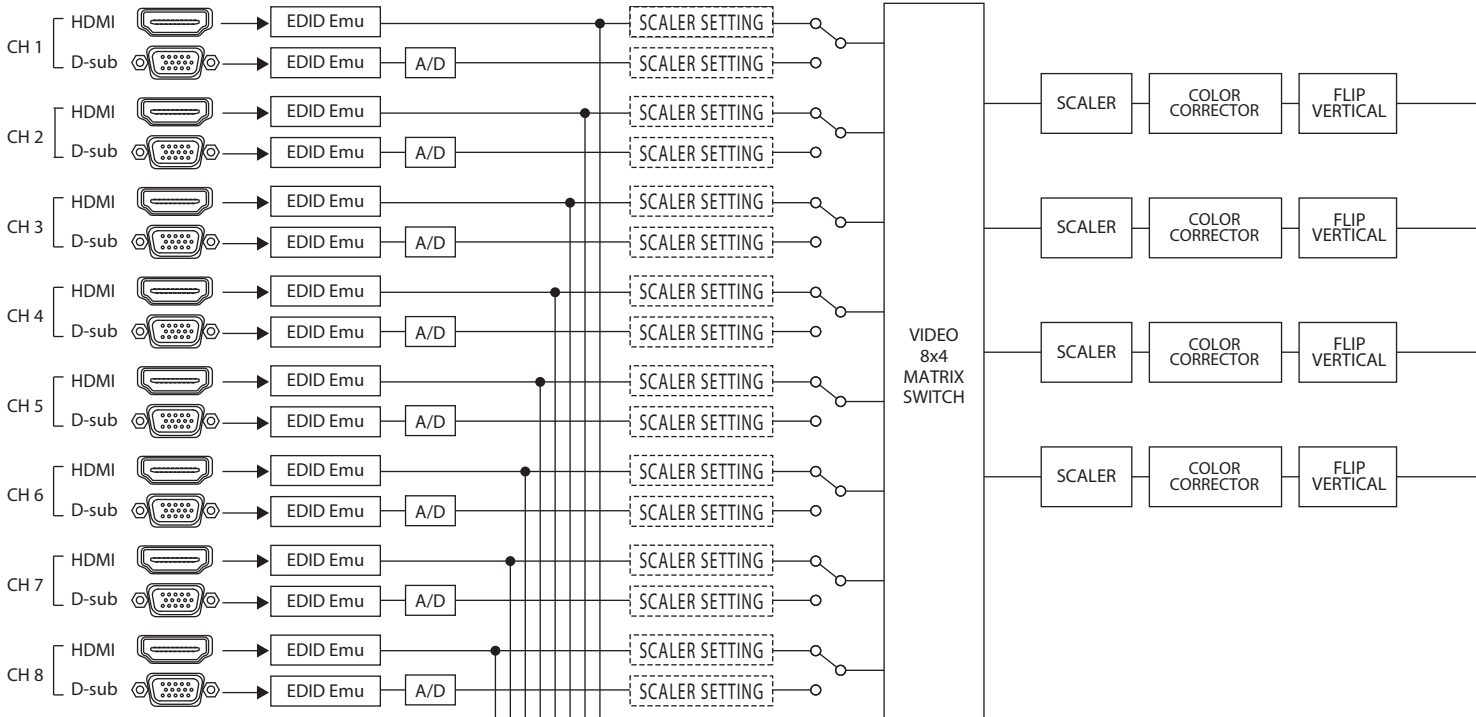 CH 1
HDMI EDID Emu SCALER SETTING
D-sub EDID Emu A/D SCALER SETTING
CH 2
HDMI EDID Emu SCALER SETTING
D-sub EDID Emu A/D SCALER SETTING
CH 3
HDMI EDID Emu SCALER SETTING
D-sub EDID Emu A/D SCALER SETTING
CH 4
HDMI EDID Emu SCALER SETTING
D-sub EDID Emu A/D SCALER SETTING
CH 5
HDMI EDID Emu SCALER SETTING
D-sub EDID Emu A/D SCALER SETTING
CH 6
HDMI EDID Emu SCALER SETTING
D-sub EDID Emu A/D SCALER SETTING
CH 7
HDMI EDID Emu SCALER SETTING
D-sub EDID Emu A/D SCALER SETTING
CH 8
HDMI EDID Emu SCALER SETTING
D-sub EDID Emu A/D SCALER SETTING
VIDEO
8x4
MATRIX
SWITCH
SCALER
COLOR
CORRECTOR
FLIP
VERTICAL
SCALER
COLOR
CORRECTOR
FLIP
VERTICAL
SCALER
COLOR
CORRECTOR
FLIP
VERTICAL
SCALER
COLOR
CORRECTOR
FLIP
VERTICAL